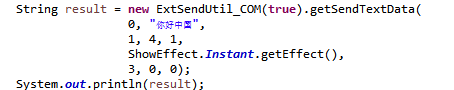 String result = new ExtSendUtil_COM(true).getSendTextData(
0, "你好中国",
1, 4, 1,
ShowEffect.Instant.getEffect(),
3, 0, 0);
System.out.println(result);